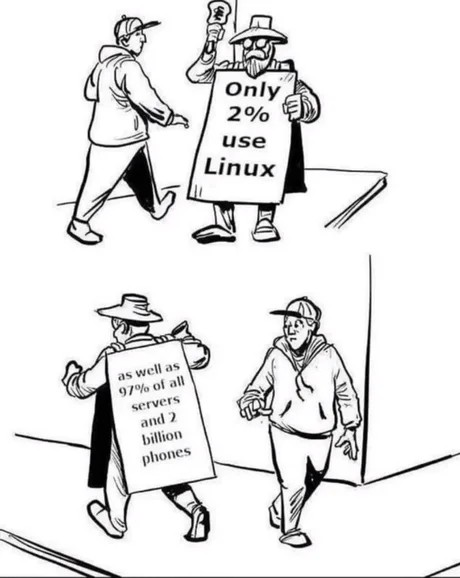 Only
2%
use
Linux
as well as
97% of all
servers
and 2
billion
phones